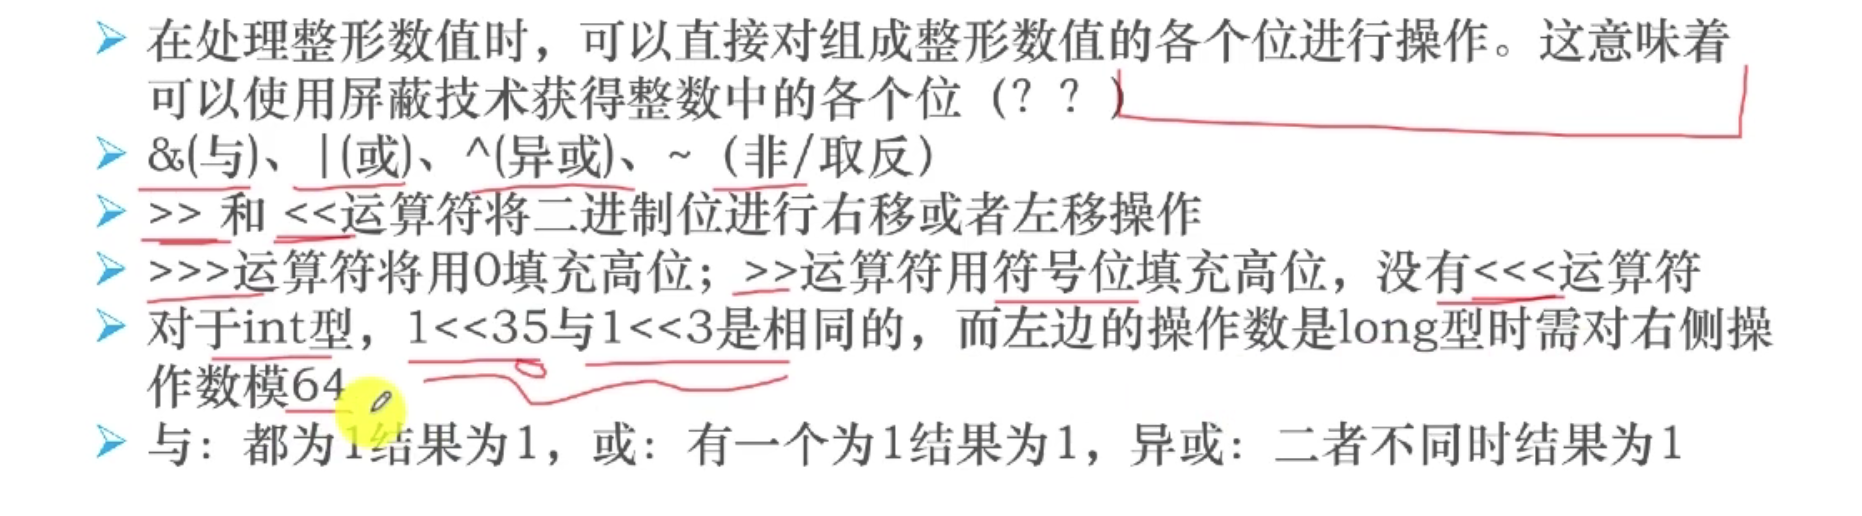 在处理整形数值时，可以直接对组成整形数值的各个位进行操作。这意味着
可以使用屏蔽技术获得整数中的各个位（？？）
&(与)、|(或)、^(异或)、~（非/取反）
>> 和 <<运算符将二进制位进行右移或者左移操作
>>>运算符将用0填充高位；>>运算符用符号位填充高位，没有<<<运算符
对于int型，1<<35与1<<3是相同的，而左边的操作数是long型时需对右侧操
作数模64
与：都为1结果为1，或：有一个为1结果为1，异或：二者不同时结果为1